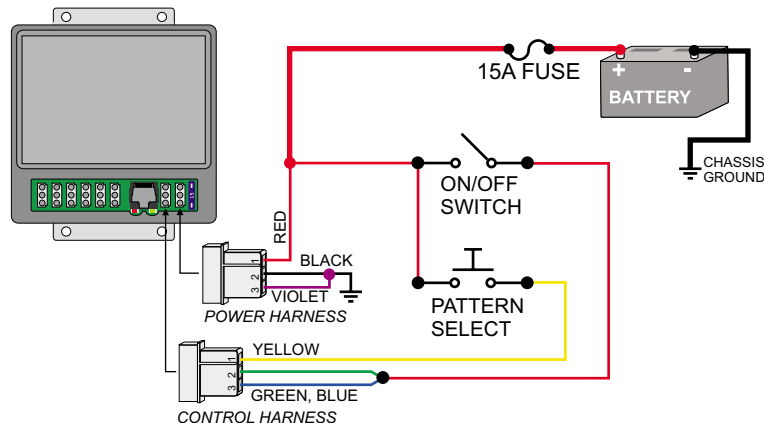 15A FUSE
+ -
BATTERY
CHASSIS
GROUND
ON/OFF
SWITCH
RED
BLACK
1
2
3
VIOLET
POWER HARNESS
PATTERN
SELECT
YELLOW
1
2
3
GREEN, BLUE
CONTROL HARNESS